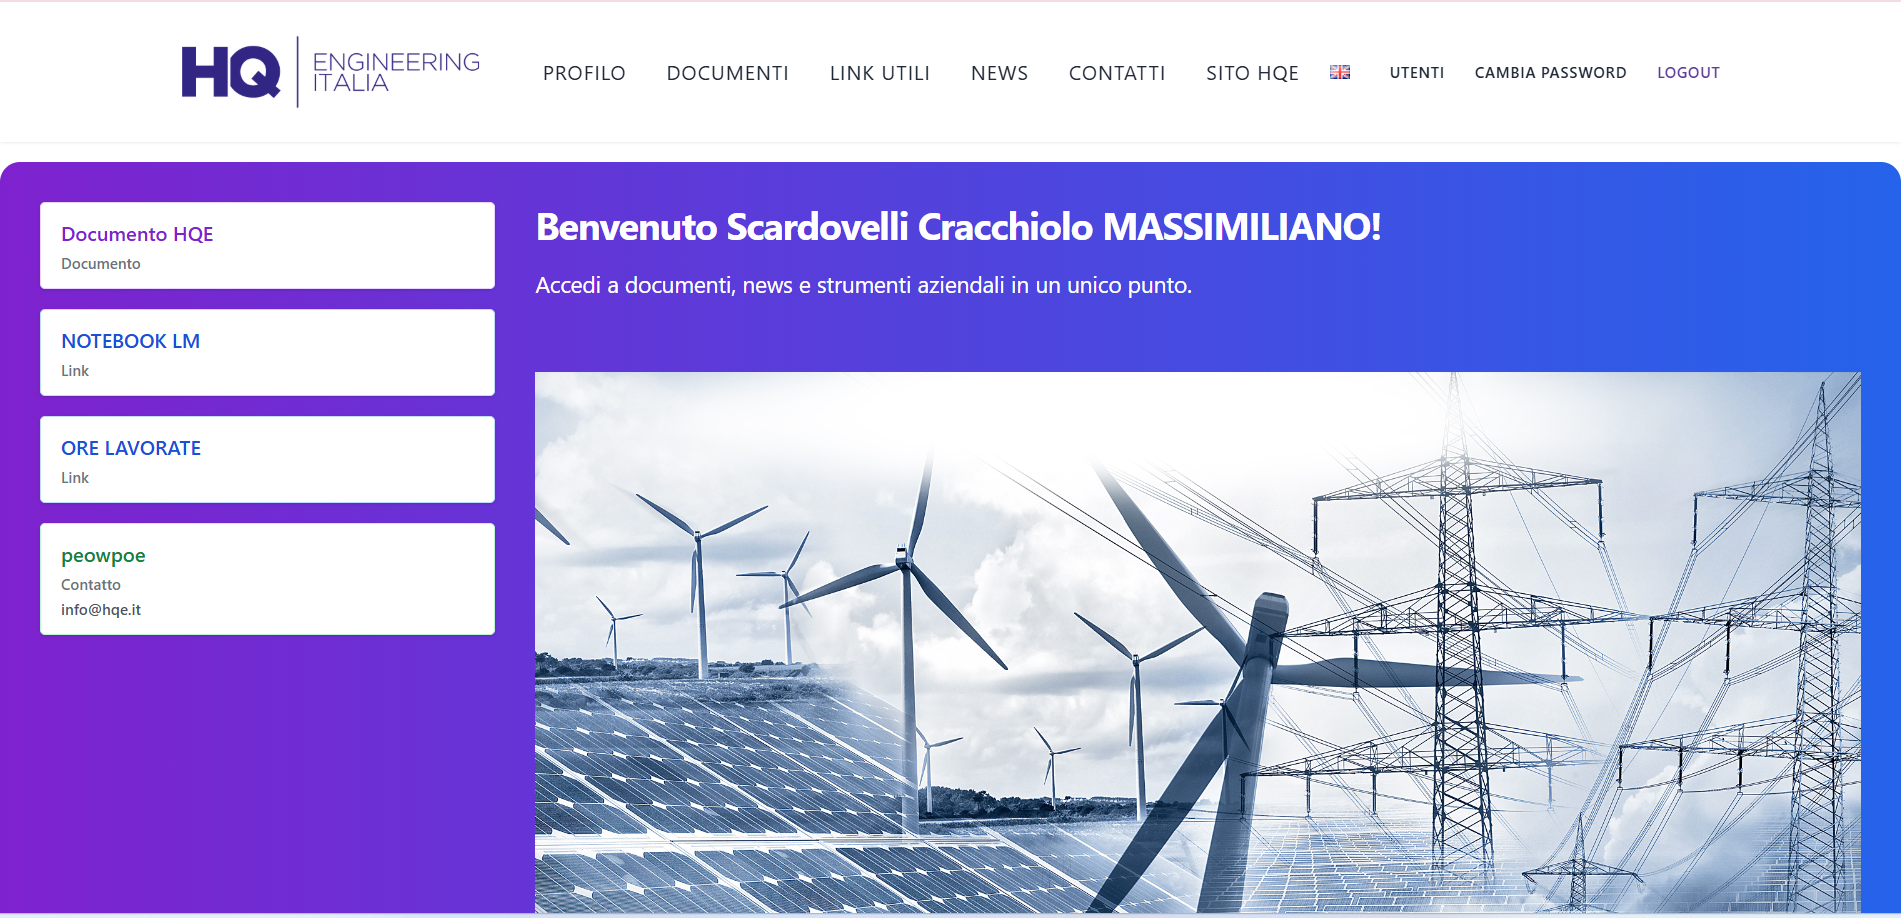 HQ ENGINEERING
ITALIA
PROFILO DOCUMENTI LINK UTILI NEWS CONTATTI SITO HQE UTENTI CAMBIA PASSWORD LOGOUT
Documento HQE
Documento
NOTEBOOK LM
Link
ORE LAVORATE
Link
peowpoe
Contatto
info@hqe.it
Benvenuto Scardovelli Cracchiolo MASSIMILIANO!
Accedi a documenti, news e strumenti aziendali in un unico punto.